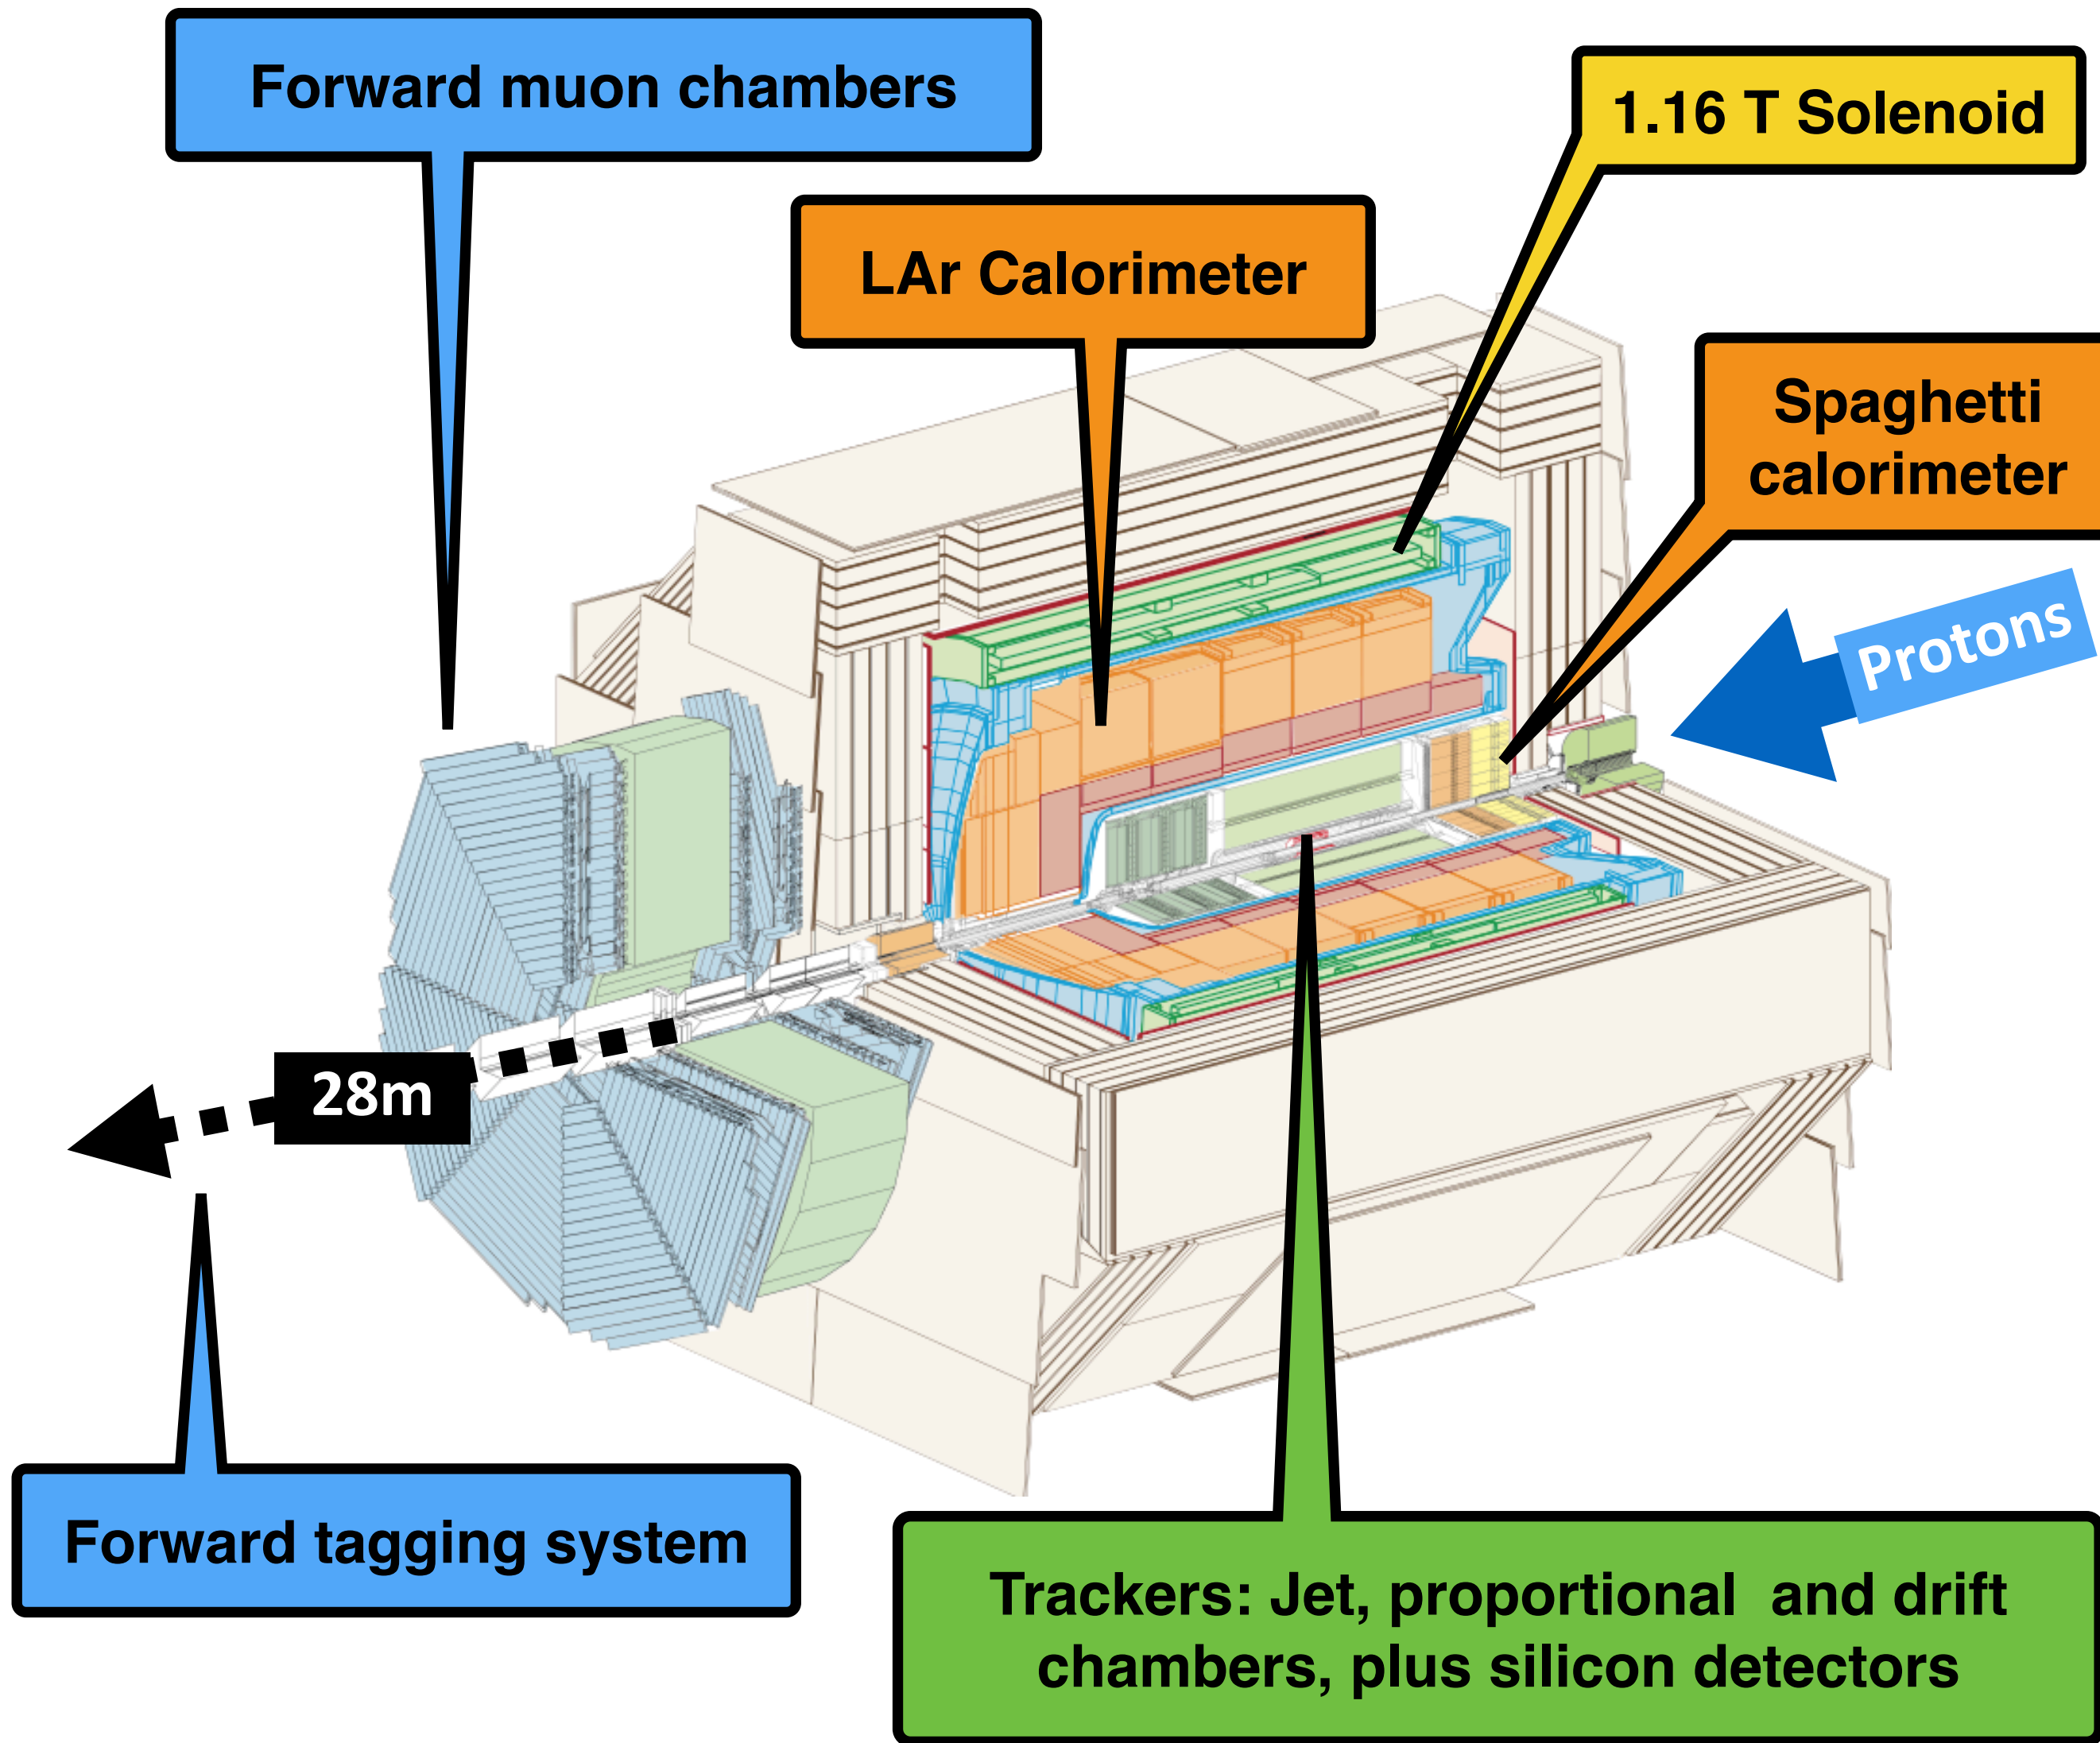 Forward muon chambers
1.16 T Solenoid
LAr Calorimeter
Spaghetti
calorimeter
Protons
28m
Forward tagging system
Trackers: Jet, proportional  and drift
chambers, plus silicon detectors